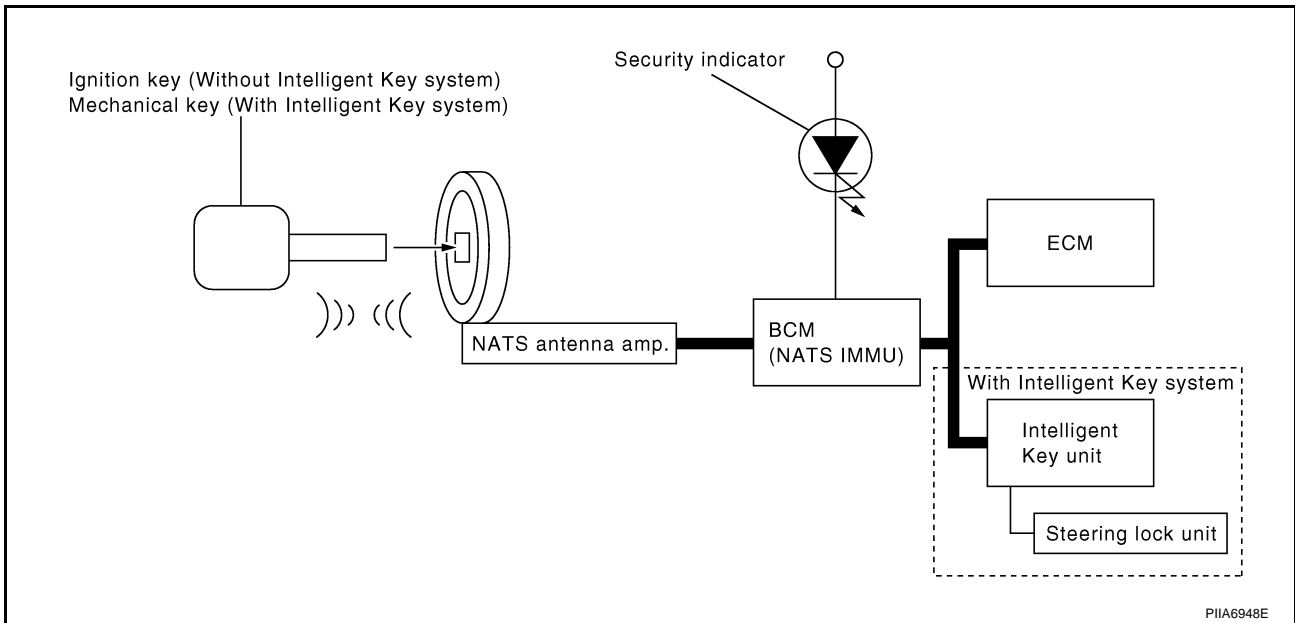 Security indicator
Ignition key (Without Intelligent Key system)
Mechanical key (With Intelligent Key system)
ECM
NATS antenna amp.
BCM
(NATS IMMU)
With Intelligent Key system
Intelligent
Key unit
Steering lock unit
PIIA6948E